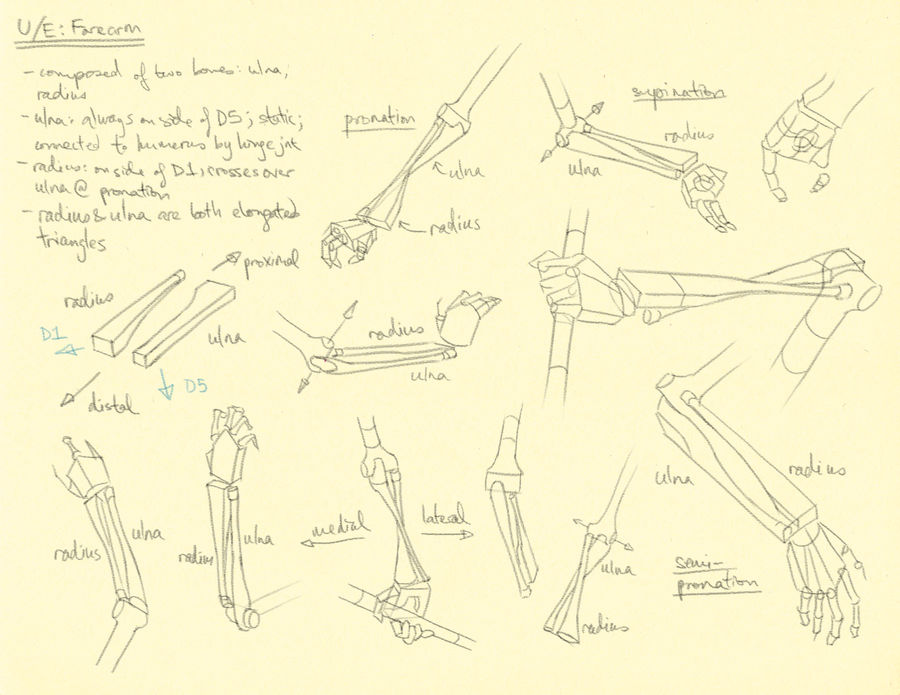 U/E: Forearm
- composed of two bones: ulna,
radius
- ulna: always on side of D5; static;
connected to humerus by hinge jnt
- radius: on side of D1; crosses over
ulna @ pronation
- radius & ulna are both elongated
triangles
pronation
ulna
radius
supination
radius
ulna
proximal
radius
ulna
D1
D5
distal
radius
ulna
ulna
radius
semi-
pronation
radius
ulna
radius
ulna
medial
lateral
ulna
radius